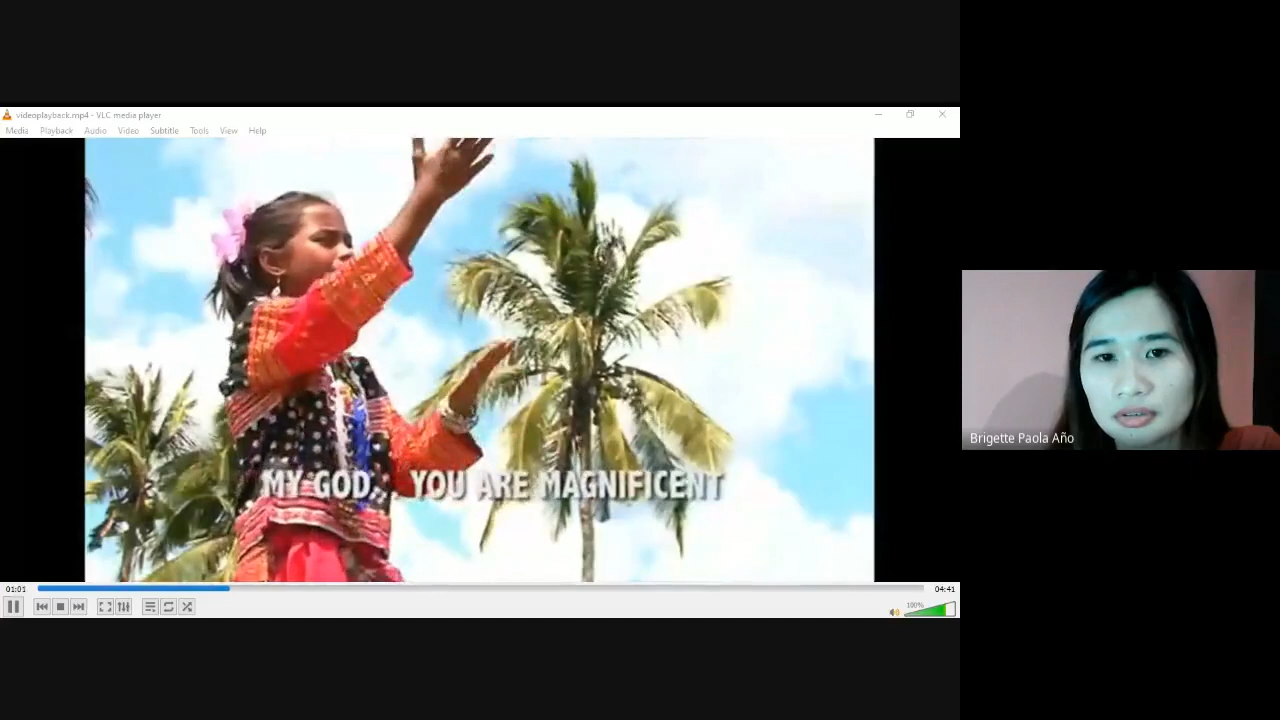 videoplayback.mp4 - VLC media player
Media Playback Audio Video Subtitle Tools View Help
MY GOD... YOU ARE MAGNIFICENT
01:01
04:41
100%
Brigette Paola Año